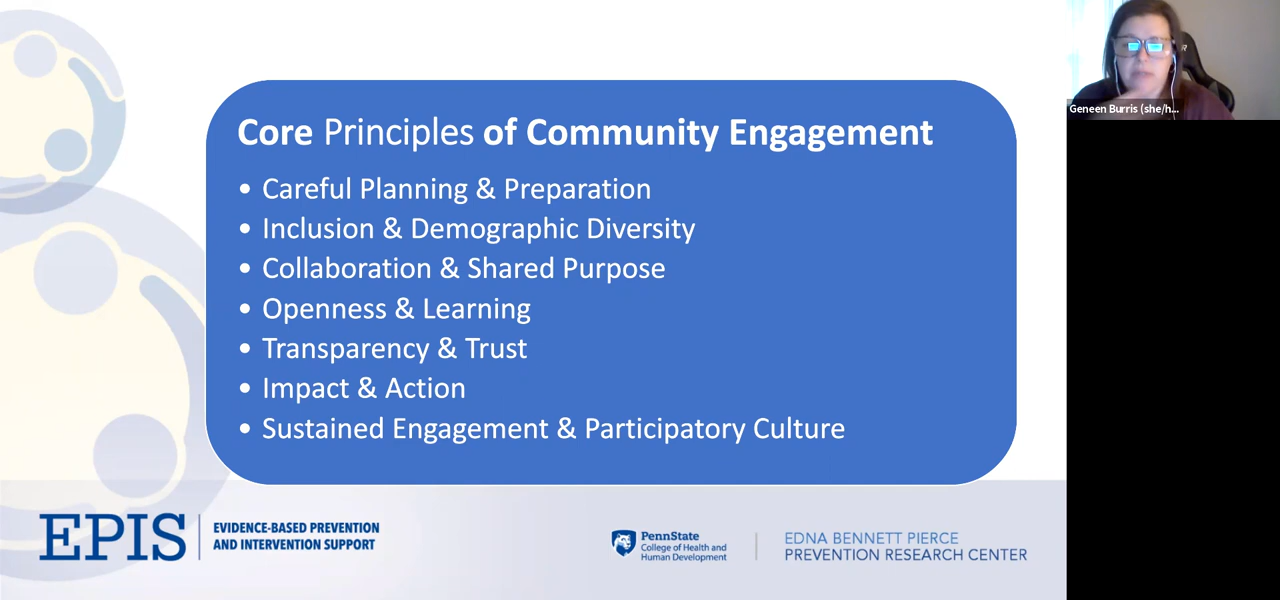 Core Principles of Community Engagement
• Careful Planning & Preparation
• Inclusion & Demographic Diversity
• Collaboration & Shared Purpose
• Openness & Learning
• Transparency & Trust
• Impact & Action
• Sustained Engagement & Participatory Culture
EPIS
EVIDENCE-BASED PREVENTION
AND INTERVENTION SUPPORT
PennState
College of Health and
Human Development
EDNA BENNETT PIERCE
PREVENTION RESEARCH CENTER
Geneen Burris (she/h...